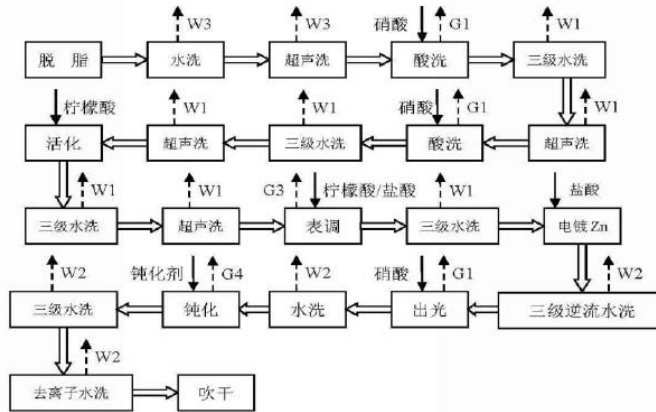 W3 W3 硝酸 G1 W1
脱 脂 水洗 超声洗 酸洗 三级水洗
柠檬酸 W1 W1 硝酸 G1 W1
活化 超声洗 三级水洗 酸洗 超声洗
W1 W1 G3 柠檬酸/盐酸 W1 盐酸
三级水洗 超声洗 表调 三级水洗 电镀 Zn
W2 钝化剂 G4 W2 硝酸 G1 W2
三级水洗 钝化 水洗 出光 三级逆流水洗
W2
去离子水洗 吹干